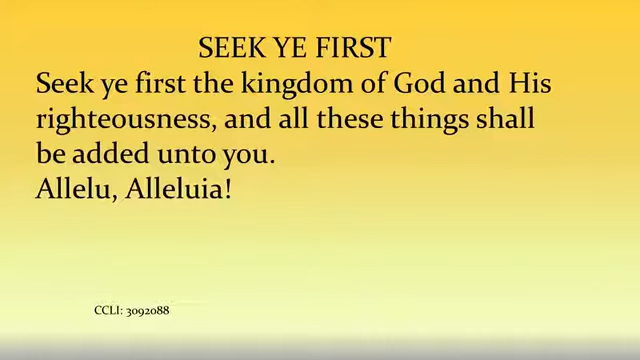 SEEK YE FIRST
Seek ye first the kingdom of God and His
righteousness, and all these things shall
be added unto you.
Allelu, Alleluia!
CCLI: 3092088